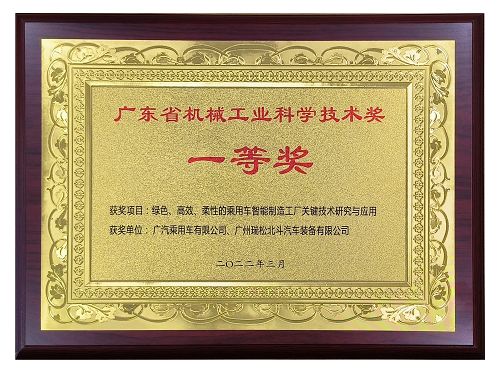 广东省机械工业科学技术奖
一等奖
获奖项目：绿色、高效、柔性的乘用车智能制造工厂关键技术研究与应用
获奖单位：广汽乘用车有限公司、广州瑞松北斗汽车装备有限公司
二〇二二年三月